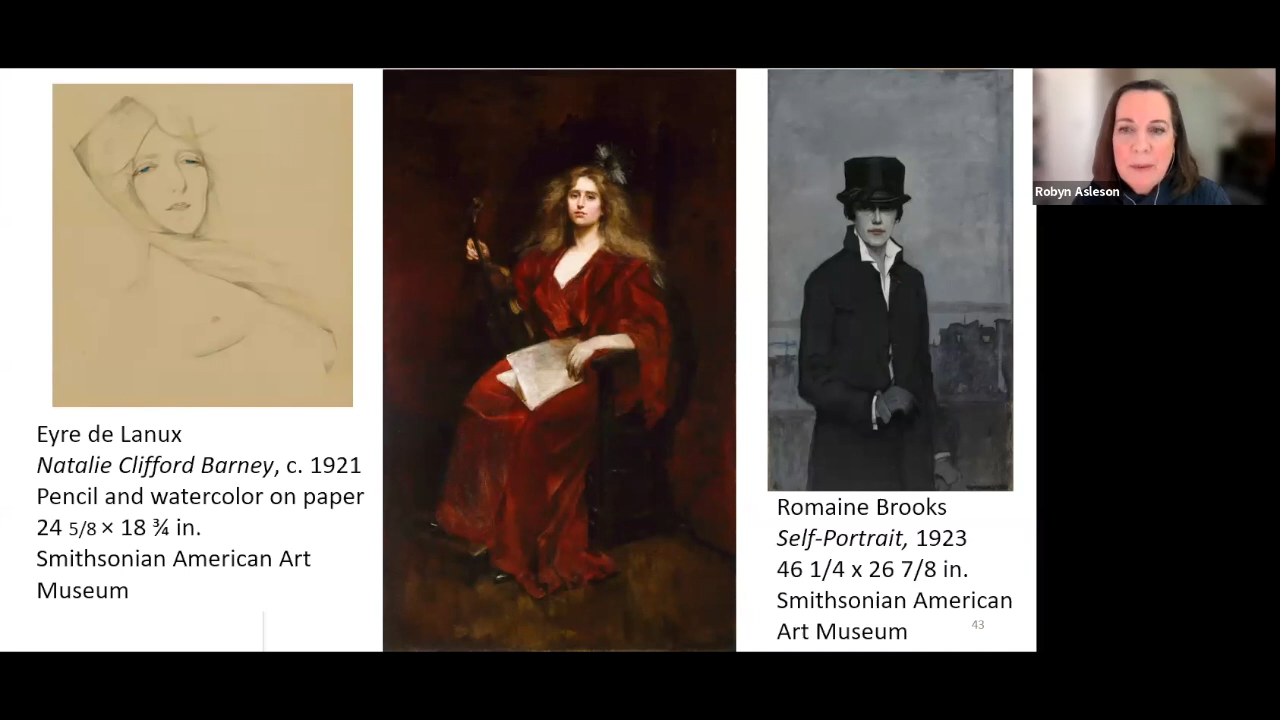 Eyre de Lanux
Natalie Clifford Barney, c. 1921
Pencil and watercolor on paper
24 5/8 × 18 ¾ in.
Smithsonian American Art
Museum
Romaine Brooks
Self-Portrait, 1923
46 1/4 x 26 7/8 in.
Smithsonian American
Art Museum
43
Robyn Asleson